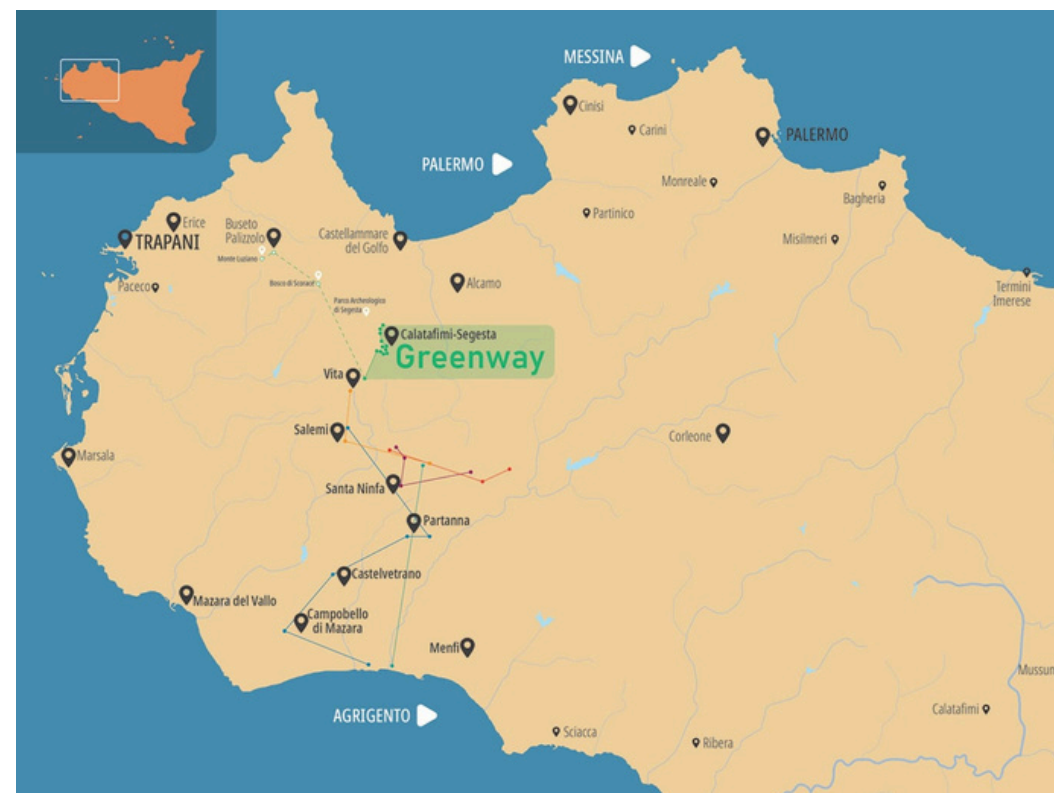 MESSINA
Cinisi
Carini
PALERMO
PALERMO
Monreale
Bagheria
Partinico
Erice
TRAPANI
Buseto
Palizzolo
Castellammare
del Golfo
Misilmeri
Monte Luziano
Paceco
Bosco di Scorace
Alcamo
Termini
Imerese
Parco Archeologico
di Segesta
Calatafimi-Segesta
Greenway
Vita
Salemi
Corleone
Marsala
Santa Ninfa
Partanna
Castelvetrano
Mazara del Vallo
Campobello
di Mazara
Menfi
Mussum
AGRIGENTO
Calatafimi
Sciacca
Ribera